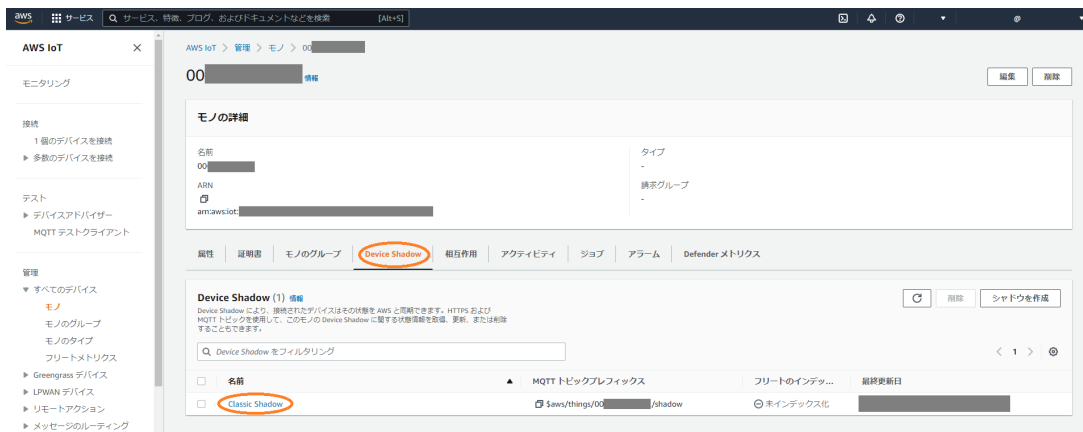 aws
サービス
サービス、特徴、ブログ、およびドキュメントなどを検索
[Alt+S]
@
AWS IoT
モニタリング
接続
1 個のデバイスを接続
多数のデバイスを接続
テスト
デバイスアドバイザー
MQTT テストクライアント
管理
すべてのデバイス
モノ
モノのグループ
モノのタイプ
フリートメトリクス
Greengrass デバイス
LPWAN デバイス
リモートアクション
メッセージのルーティング
AWS IoT > 管理 > モノ > 00
00 情報
編集
削除
モノの詳細
名前
00
ARN
arn:aws:iot:
タイプ
-
請求グループ
-
属性
証明書
モノのグループ
Device Shadow
相互作用
アクティビティ
ジョブ
アラーム
Defender メトリクス
Device Shadow (1) 情報
Device Shadow により、接続されたデバイスはその状態を AWS と同期できます。HTTPS および
MQTT トピックを使用して、このモノの Device Shadow に関する状態情報を取得、更新、または削除
することもできます。
削除
シャドウを作成
Device Shadow をフィルタリング
< 1 >
名前
MQTT トピックプレフィックス
フリートのインデッ...
最終更新日
Classic Shadow
$aws/things/00 /shadow
未インデックス化